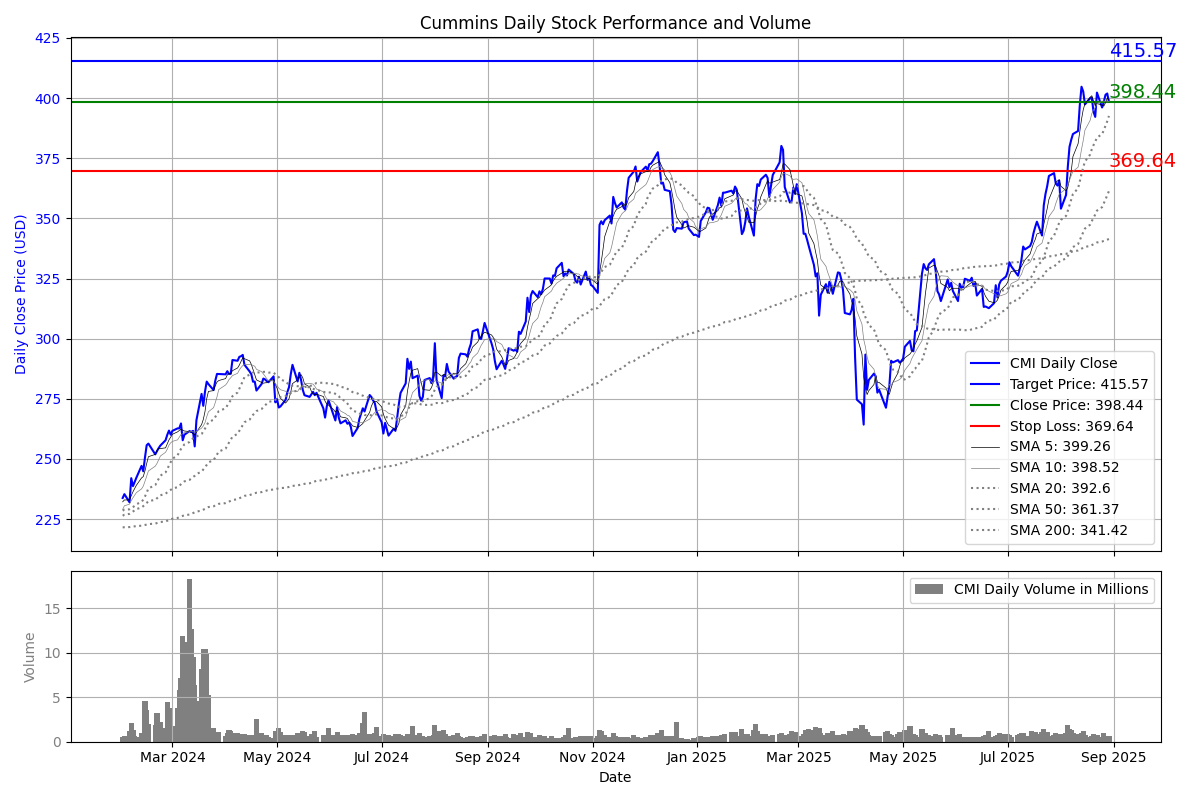 Cummins Daily Stock Performance and Volume
Daily Close Price (USD)
425
400
375
350
325
300
275
250
225
415.57
398.44
369.64
CMI Daily Close
Target Price: 415.57
Close Price: 398.44
Stop Loss: 369.64
SMA 5: 399.26
SMA 10: 398.52
SMA 20: 392.6
SMA 50: 361.37
SMA 200: 341.42
Volume
15
10
5
0
CMI Daily Volume in Millions
Mar 2024
May 2024
Jul 2024
Sep 2024
Nov 2024
Jan 2025
Mar 2025
May 2025
Jul 2025
Sep 2025
Date